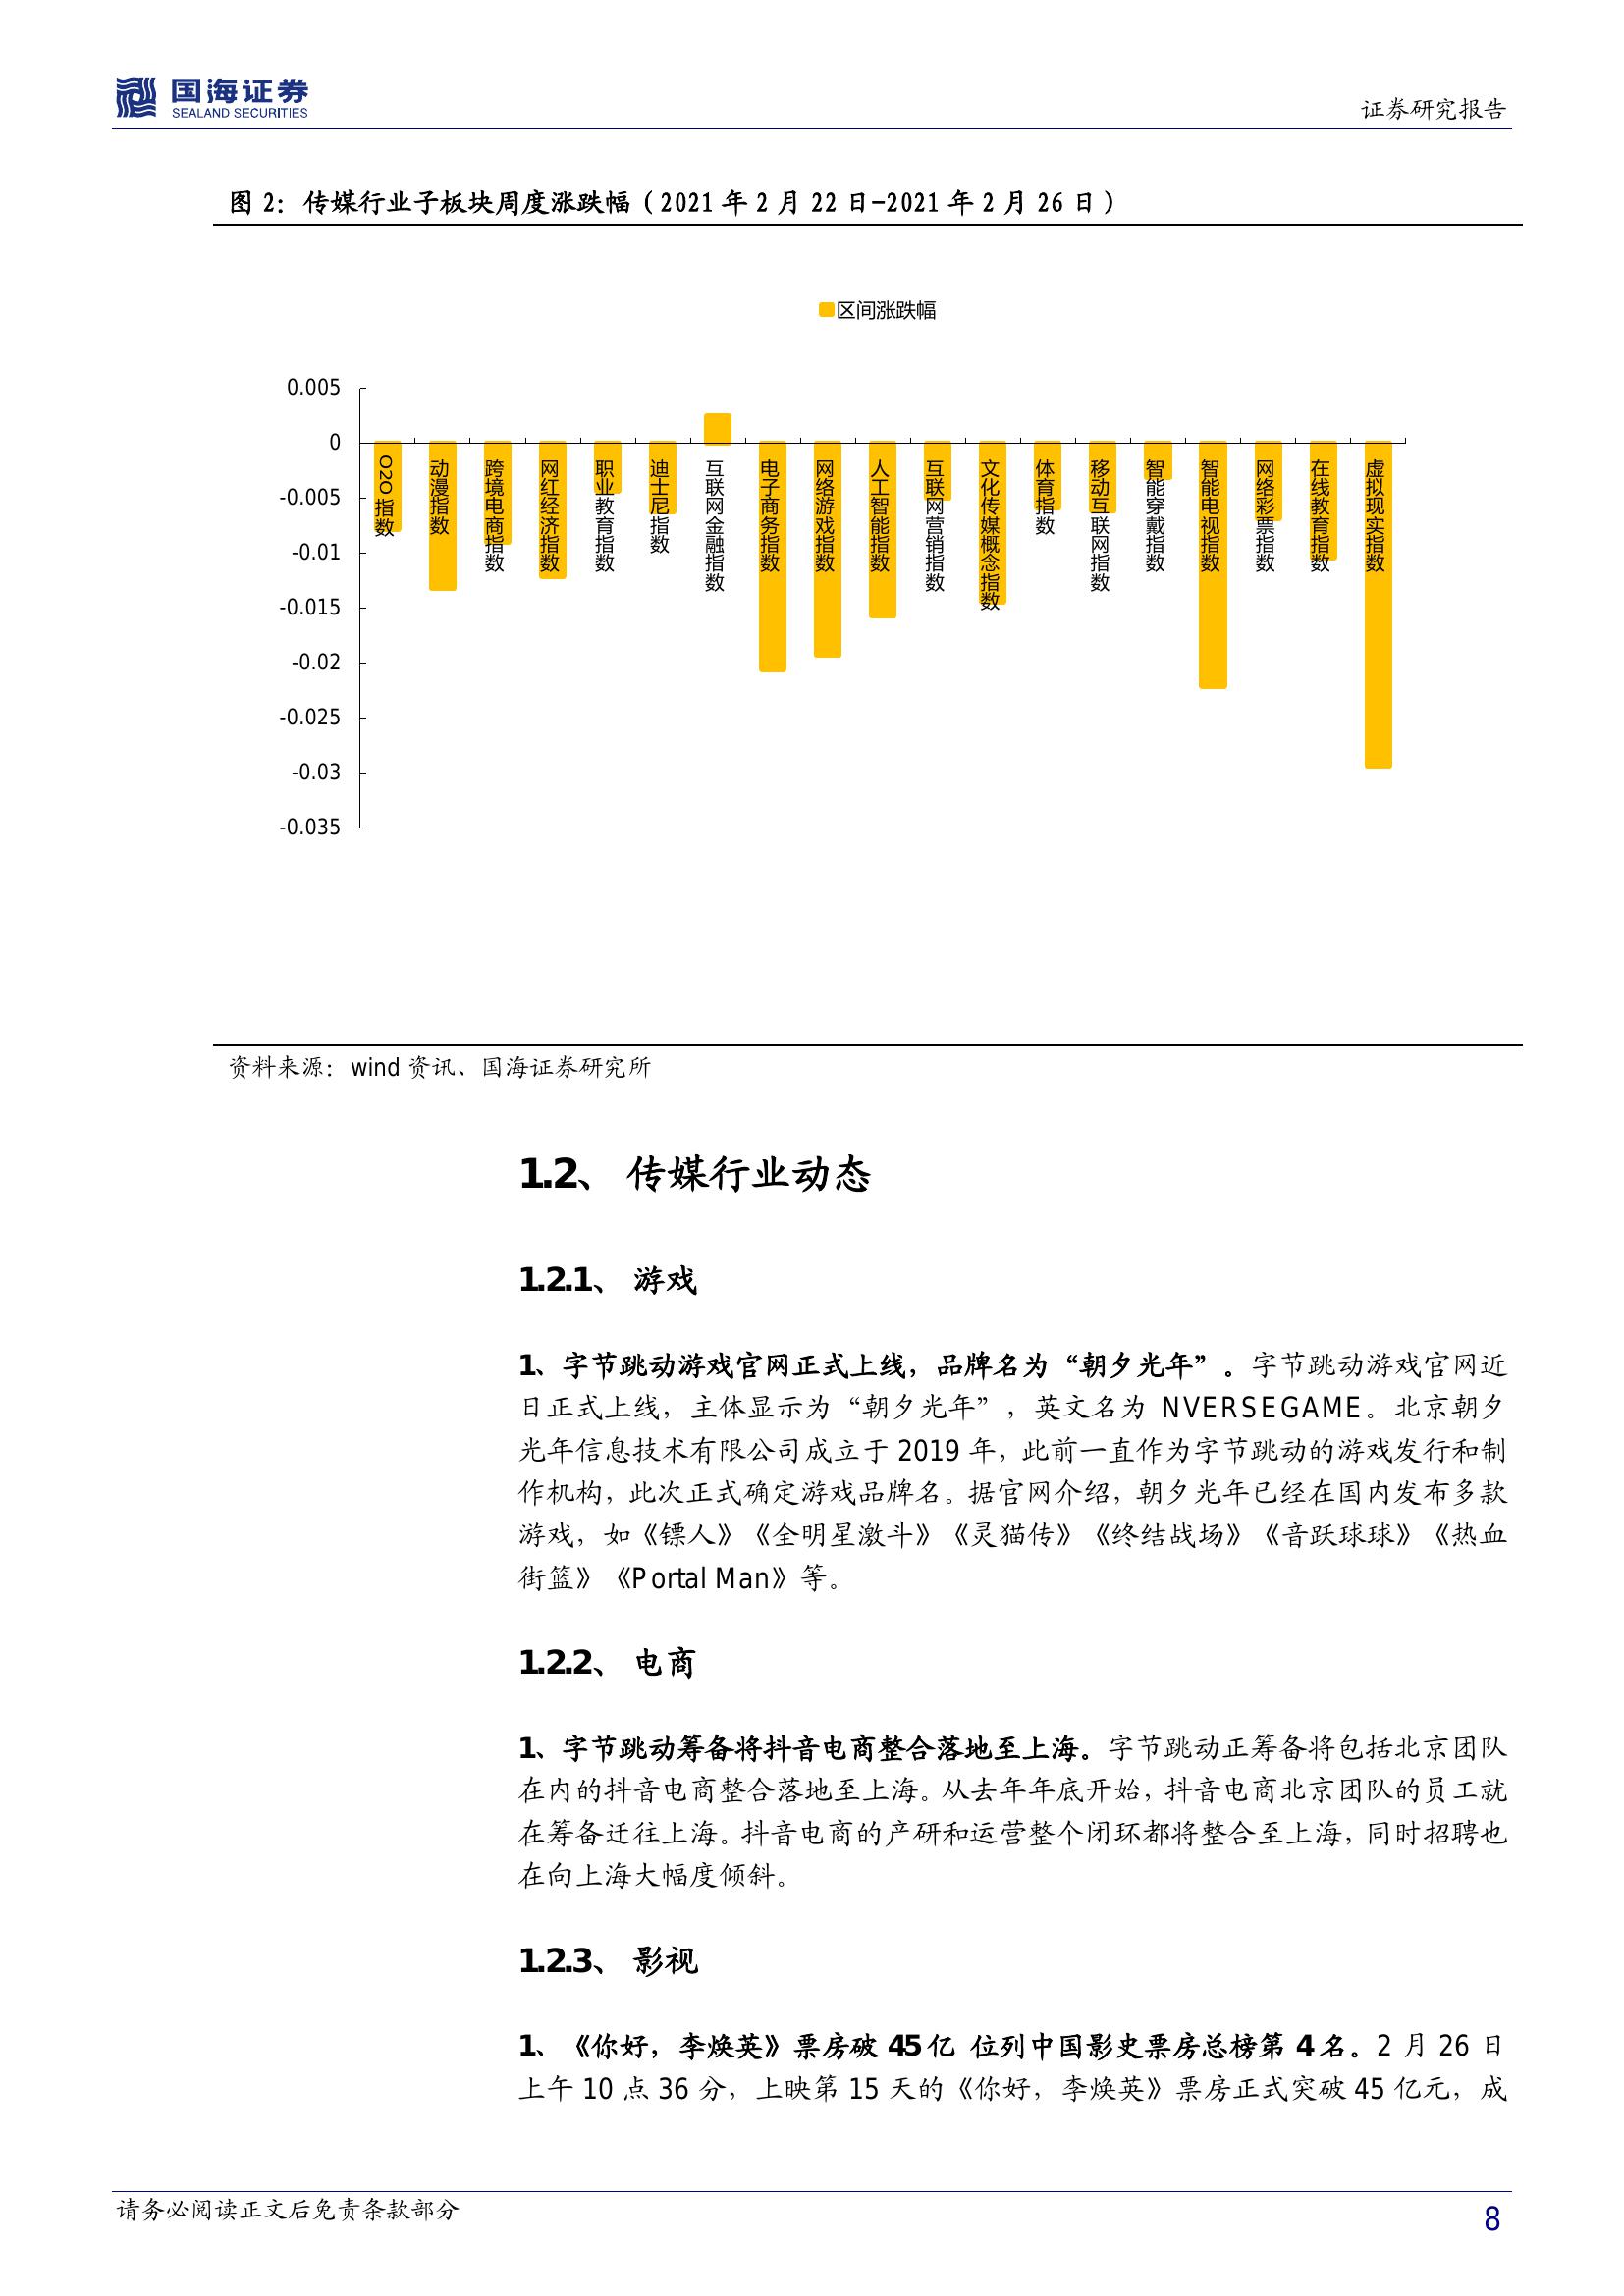 国海证券
SEALAND SECURITIES
证券研究报告
图 2：传媒行业子板块周度涨跌幅（2021 年 2 月 22 日-2021 年 2 月 26 日）
区间涨跌幅
0.005
0
-0.005
-0.01
-0.015
-0.02
-0.025
-0.03
-0.035
O2O 指数
动漫指数
跨境电商指数
网红经济指数
职业教育指数
迪士尼指数
互联网金融指数
电子商务指数
网络游戏指数
人工智能指数
互联网营销指数
文化传媒概念指数
体育指数
移动互联网指数
智能穿戴指数
智能电视指数
网络彩票指数
在线教育指数
虚拟现实指数
资料来源：wind 资讯、国海证券研究所
1.2、 传媒行业动态
1.2.1、 游戏
1、字节跳动游戏官网正式上线，品牌名为“朝夕光年”。字节跳动游戏官网近
日正式上线，主体显示为“朝夕光年”，英文名为 NVERSEGAME。北京朝夕
光年信息技术有限公司成立于 2019 年，此前一直作为字节跳动的游戏发行和制
作机构，此次正式确定游戏品牌名。据官网介绍，朝夕光年已经在国内发布多款
游戏，如《镖人》《全明星激斗》《灵猫传》《终结战场》《音跃球球》《热血
街篮》《Portal Man》等。
1.2.2、 电商
1、字节跳动筹备将抖音电商整合落地至上海。字节跳动正筹备将包括北京团队
在内的抖音电商整合落地至上海。从去年年底开始，抖音电商北京团队的员工就
在筹备迁往上海。抖音电商的产研和运营整个闭环都将整合至上海，同时招聘也
在向上海大幅度倾斜。
1.2.3、 影视
1、《你好，李焕英》票房破 45 亿 位列中国影史票房总榜第 4 名。2 月 26 日
上午 10 点 36 分，上映第 15 天的《你好，李焕英》票房正式突破 45 亿元，成
请务必阅读正文后免责条款部分
8